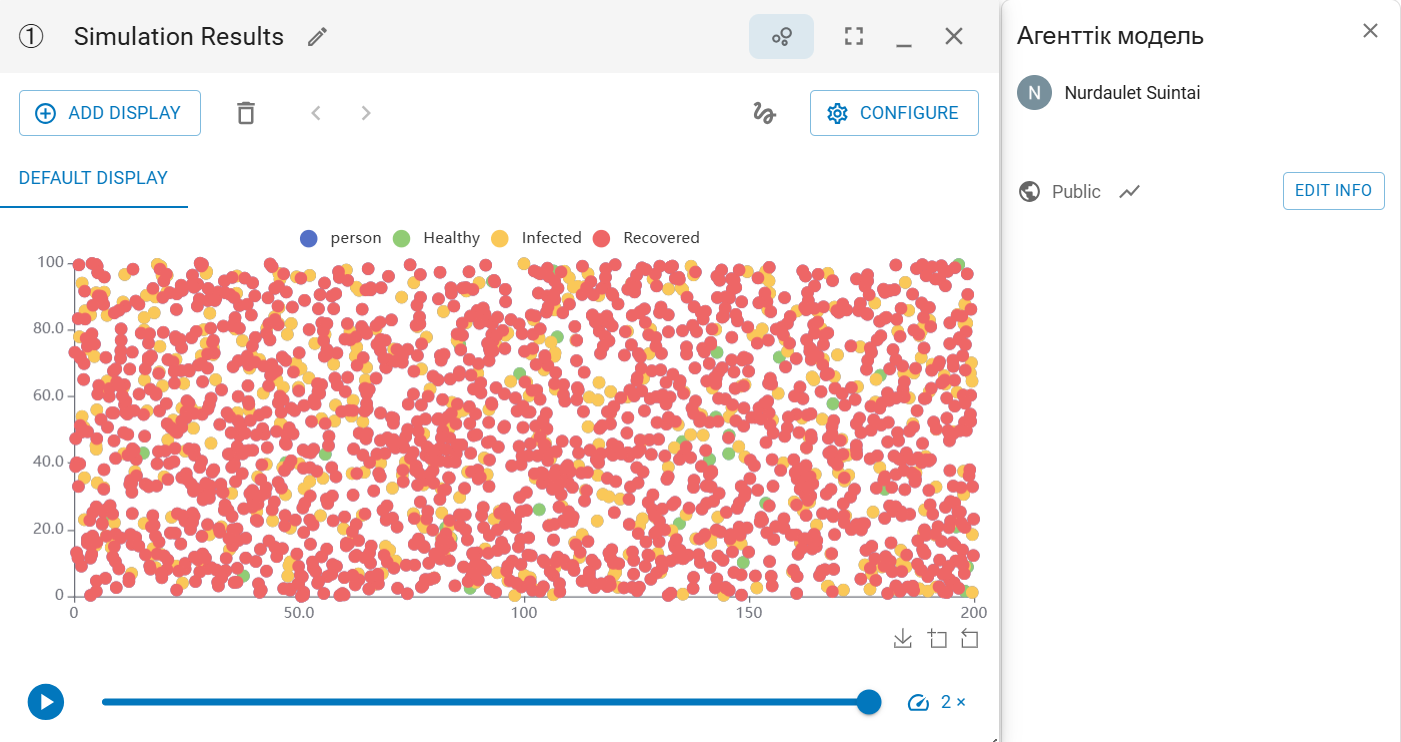 ① Simulation Results
ADD DISPLAY
CONFIGURE
DEFAULT DISPLAY
person Healthy Infected Recovered
100
80.0
60.0
40.0
20.0
0
0 50.0 100 150 200
2 ×
Агенттік модель
N Nurdaulet Suintai
Public
EDIT INFO